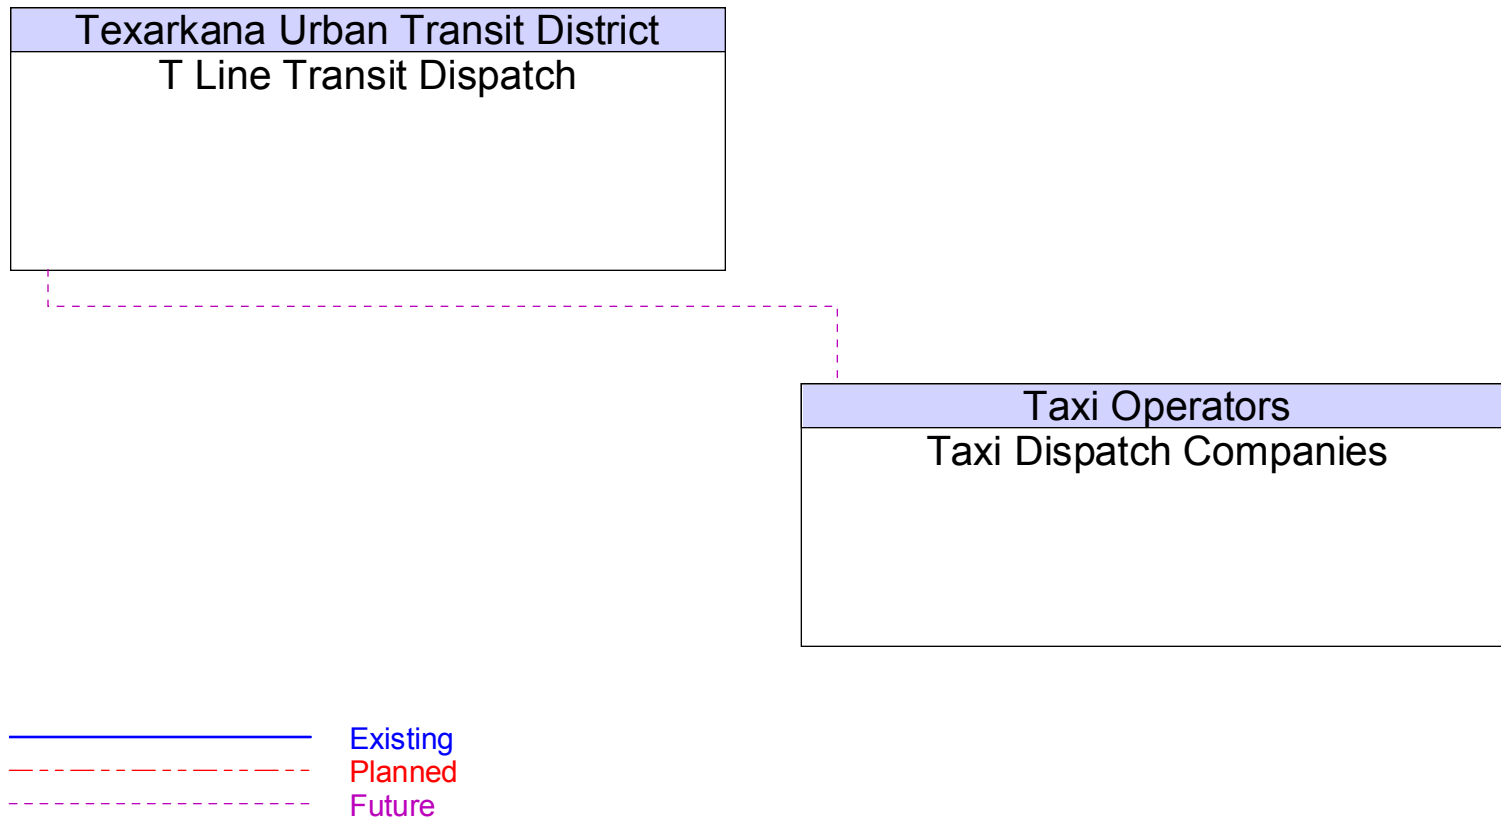 Texarkana Urban Transit District
T Line Transit Dispatch
Taxi Operators
Taxi Dispatch Companies
Existing
Planned
Future